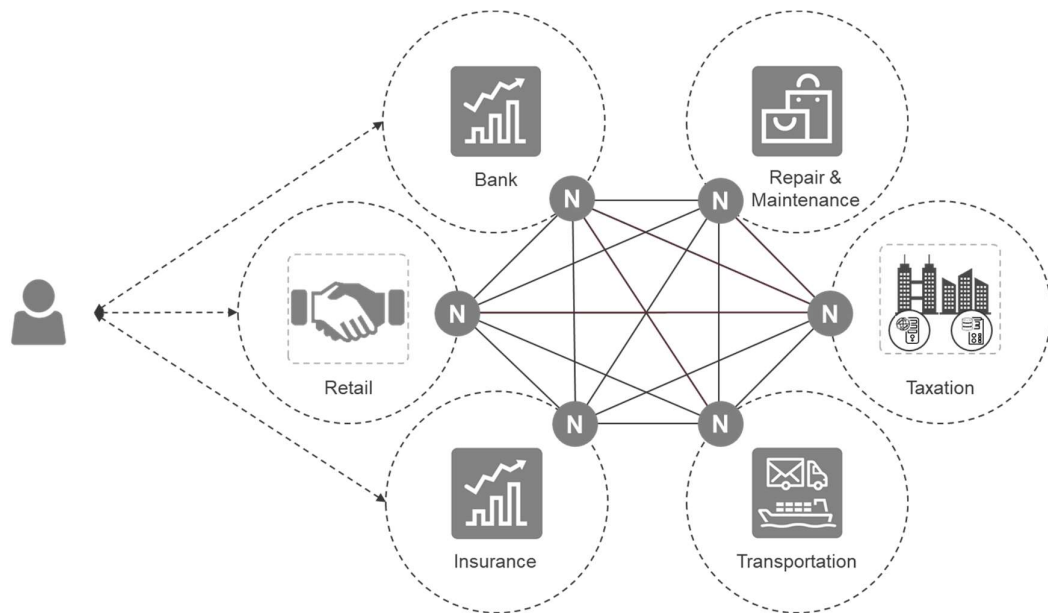 Bank
Repair &
Maintenance
N
N
Retail
N
N
Taxation
N
N
Insurance
Transportation